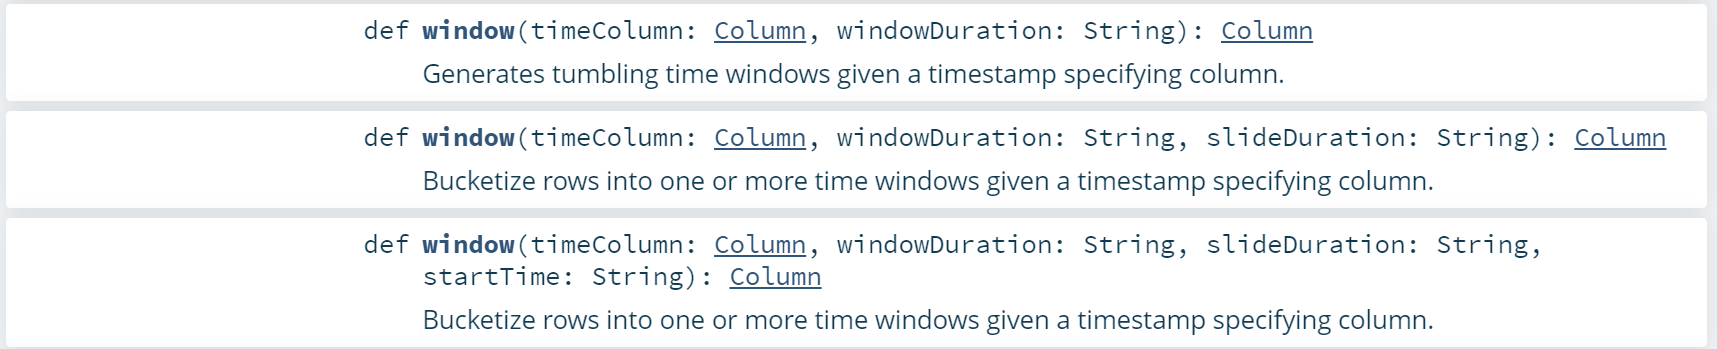 def window(timeColumn: Column, windowDuration: String): Column
Generates tumbling time windows given a timestamp specifying column.
def window(timeColumn: Column, windowDuration: String, slideDuration: String): Column
Bucketize rows into one or more time windows given a timestamp specifying column.
def window(timeColumn: Column, windowDuration: String, slideDuration: String,
startTime: String): Column
Bucketize rows into one or more time windows given a timestamp specifying column.